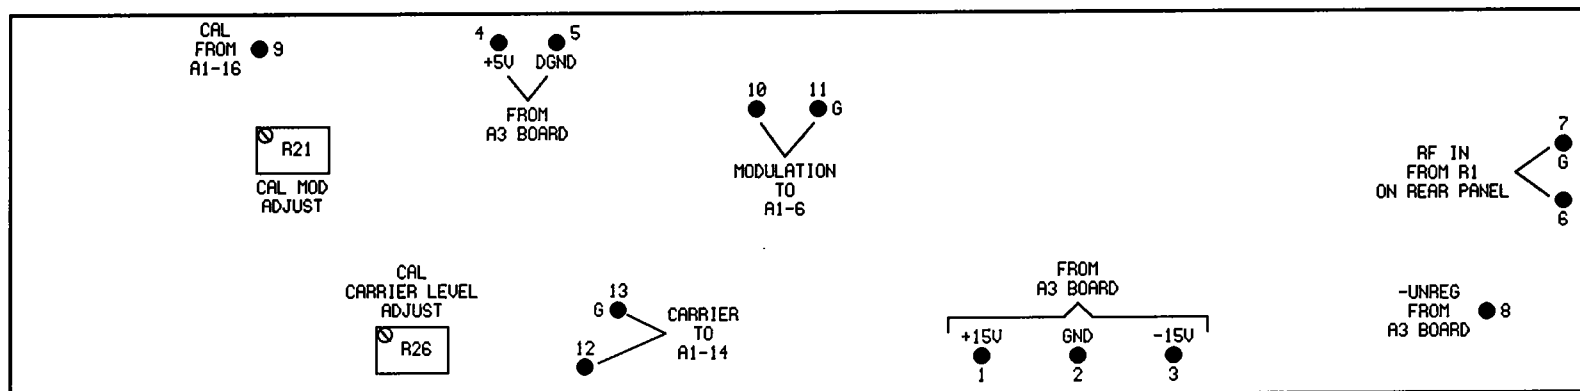 CAL
FROM
A1-16
9
4
5
+5V
DGND
FROM
A3 BOARD
R21
CAL MOD
ADJUST
10
11
G
MODULATION
TO
A1-6
7
G
RF IN
FROM R1
ON REAR PANEL
6
CAL
CARRIER LEVEL
ADJUST
R26
13
G
12
CARRIER
TO
A1-14
FROM
A3 BOARD
+15V
GND
-15V
1
2
3
-UNREG
FROM
A3 BOARD
8